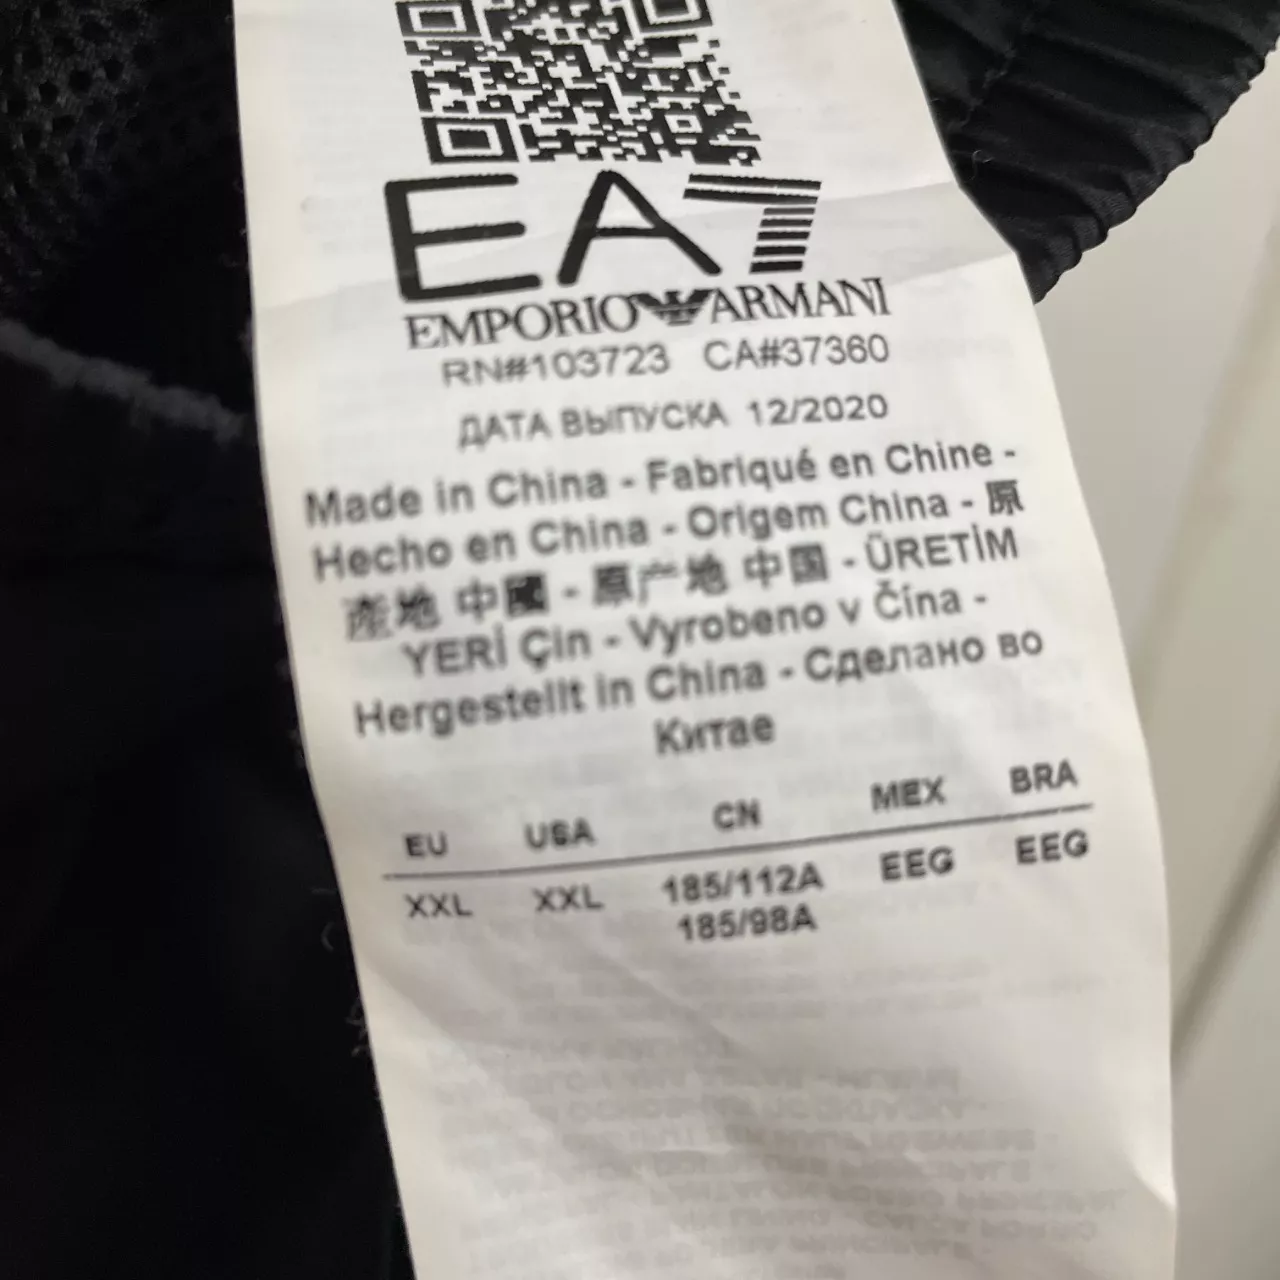 EA7
EMPORIO ARMANI
RN#103723 CA#37360
ДАТА ВЫПУСКА 12/2020
Made in China - Fabriqué en Chine -
Hecho en China - Origem China - 原
產地 中國 - 原产地 中国 - ÜRETİM
YERİ Çin - Vyrobeno v Čína -
Hergestellt in China - Сделано во
Китае
EU USA CN MEX BRA
XXL XXL 185/112A EEG EEG
185/98A